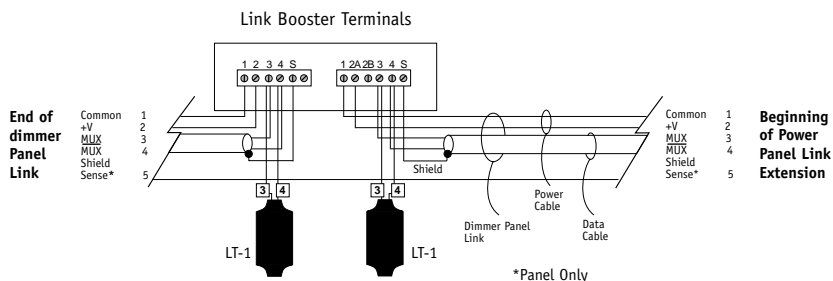 Link Booster Terminals
1 2 3 4 S
1 2A 2B 3 4 S
End of
dimmer
Panel
Link
Common 1
+V 2
MUX 3
MUX 4
Shield
Sense* 5
Shield
3 4
3 4
LT-1
LT-1
Dimmer Panel
Link
Power
Cable
Data
Cable
Common 1
+V 2
MUX 3
MUX 4
Shield
Sense* 5
Beginning
of Power
Panel Link
Extension
*Panel Only